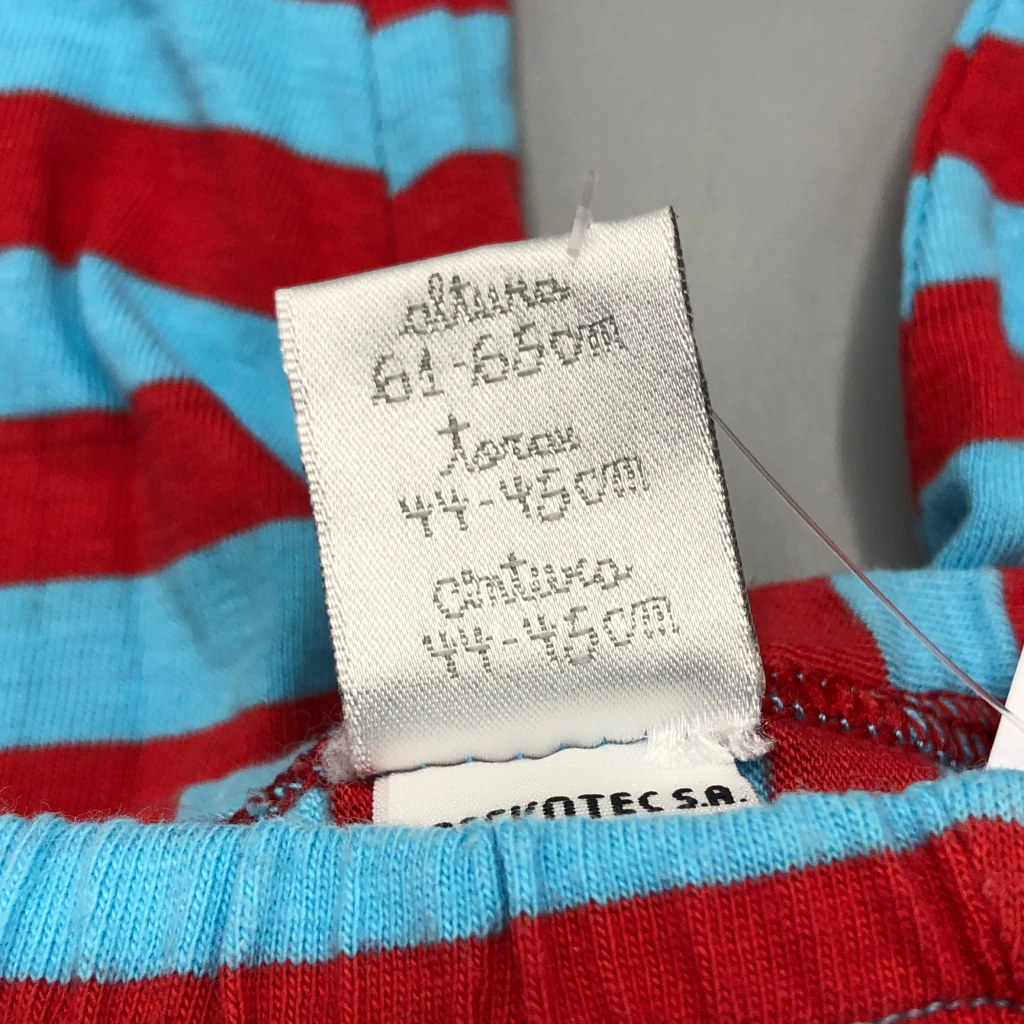 altura
61-65cm
torax
44-45cm
cintura
44-45cm
S.A.